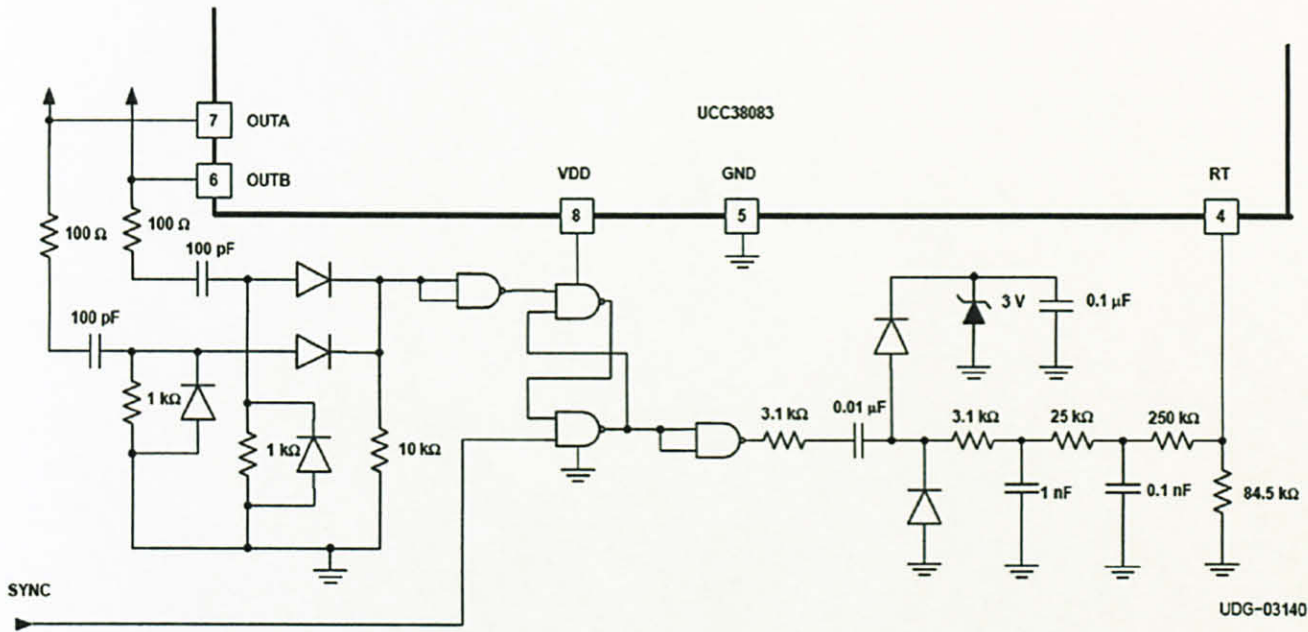 UCC38083
7 OUTA
6 OUTB
VDD
GND
RT
8
5
4
100 Ω
100 Ω
100 pF
100 pF
3 V
0.1 µF
1 kΩ
1 kΩ
10 kΩ
3.1 kΩ
0.01 µF
3.1 kΩ
25 kΩ
250 kΩ
1 nF
0.1 nF
84.5 kΩ
SYNC
UDG-03140